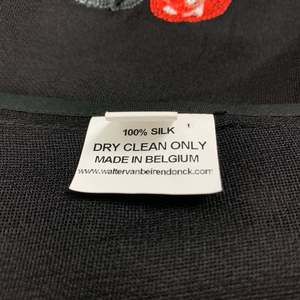 100% SILK
DRY CLEAN ONLY
MADE IN BELGIUM
www.waltervanbeirendonck.com